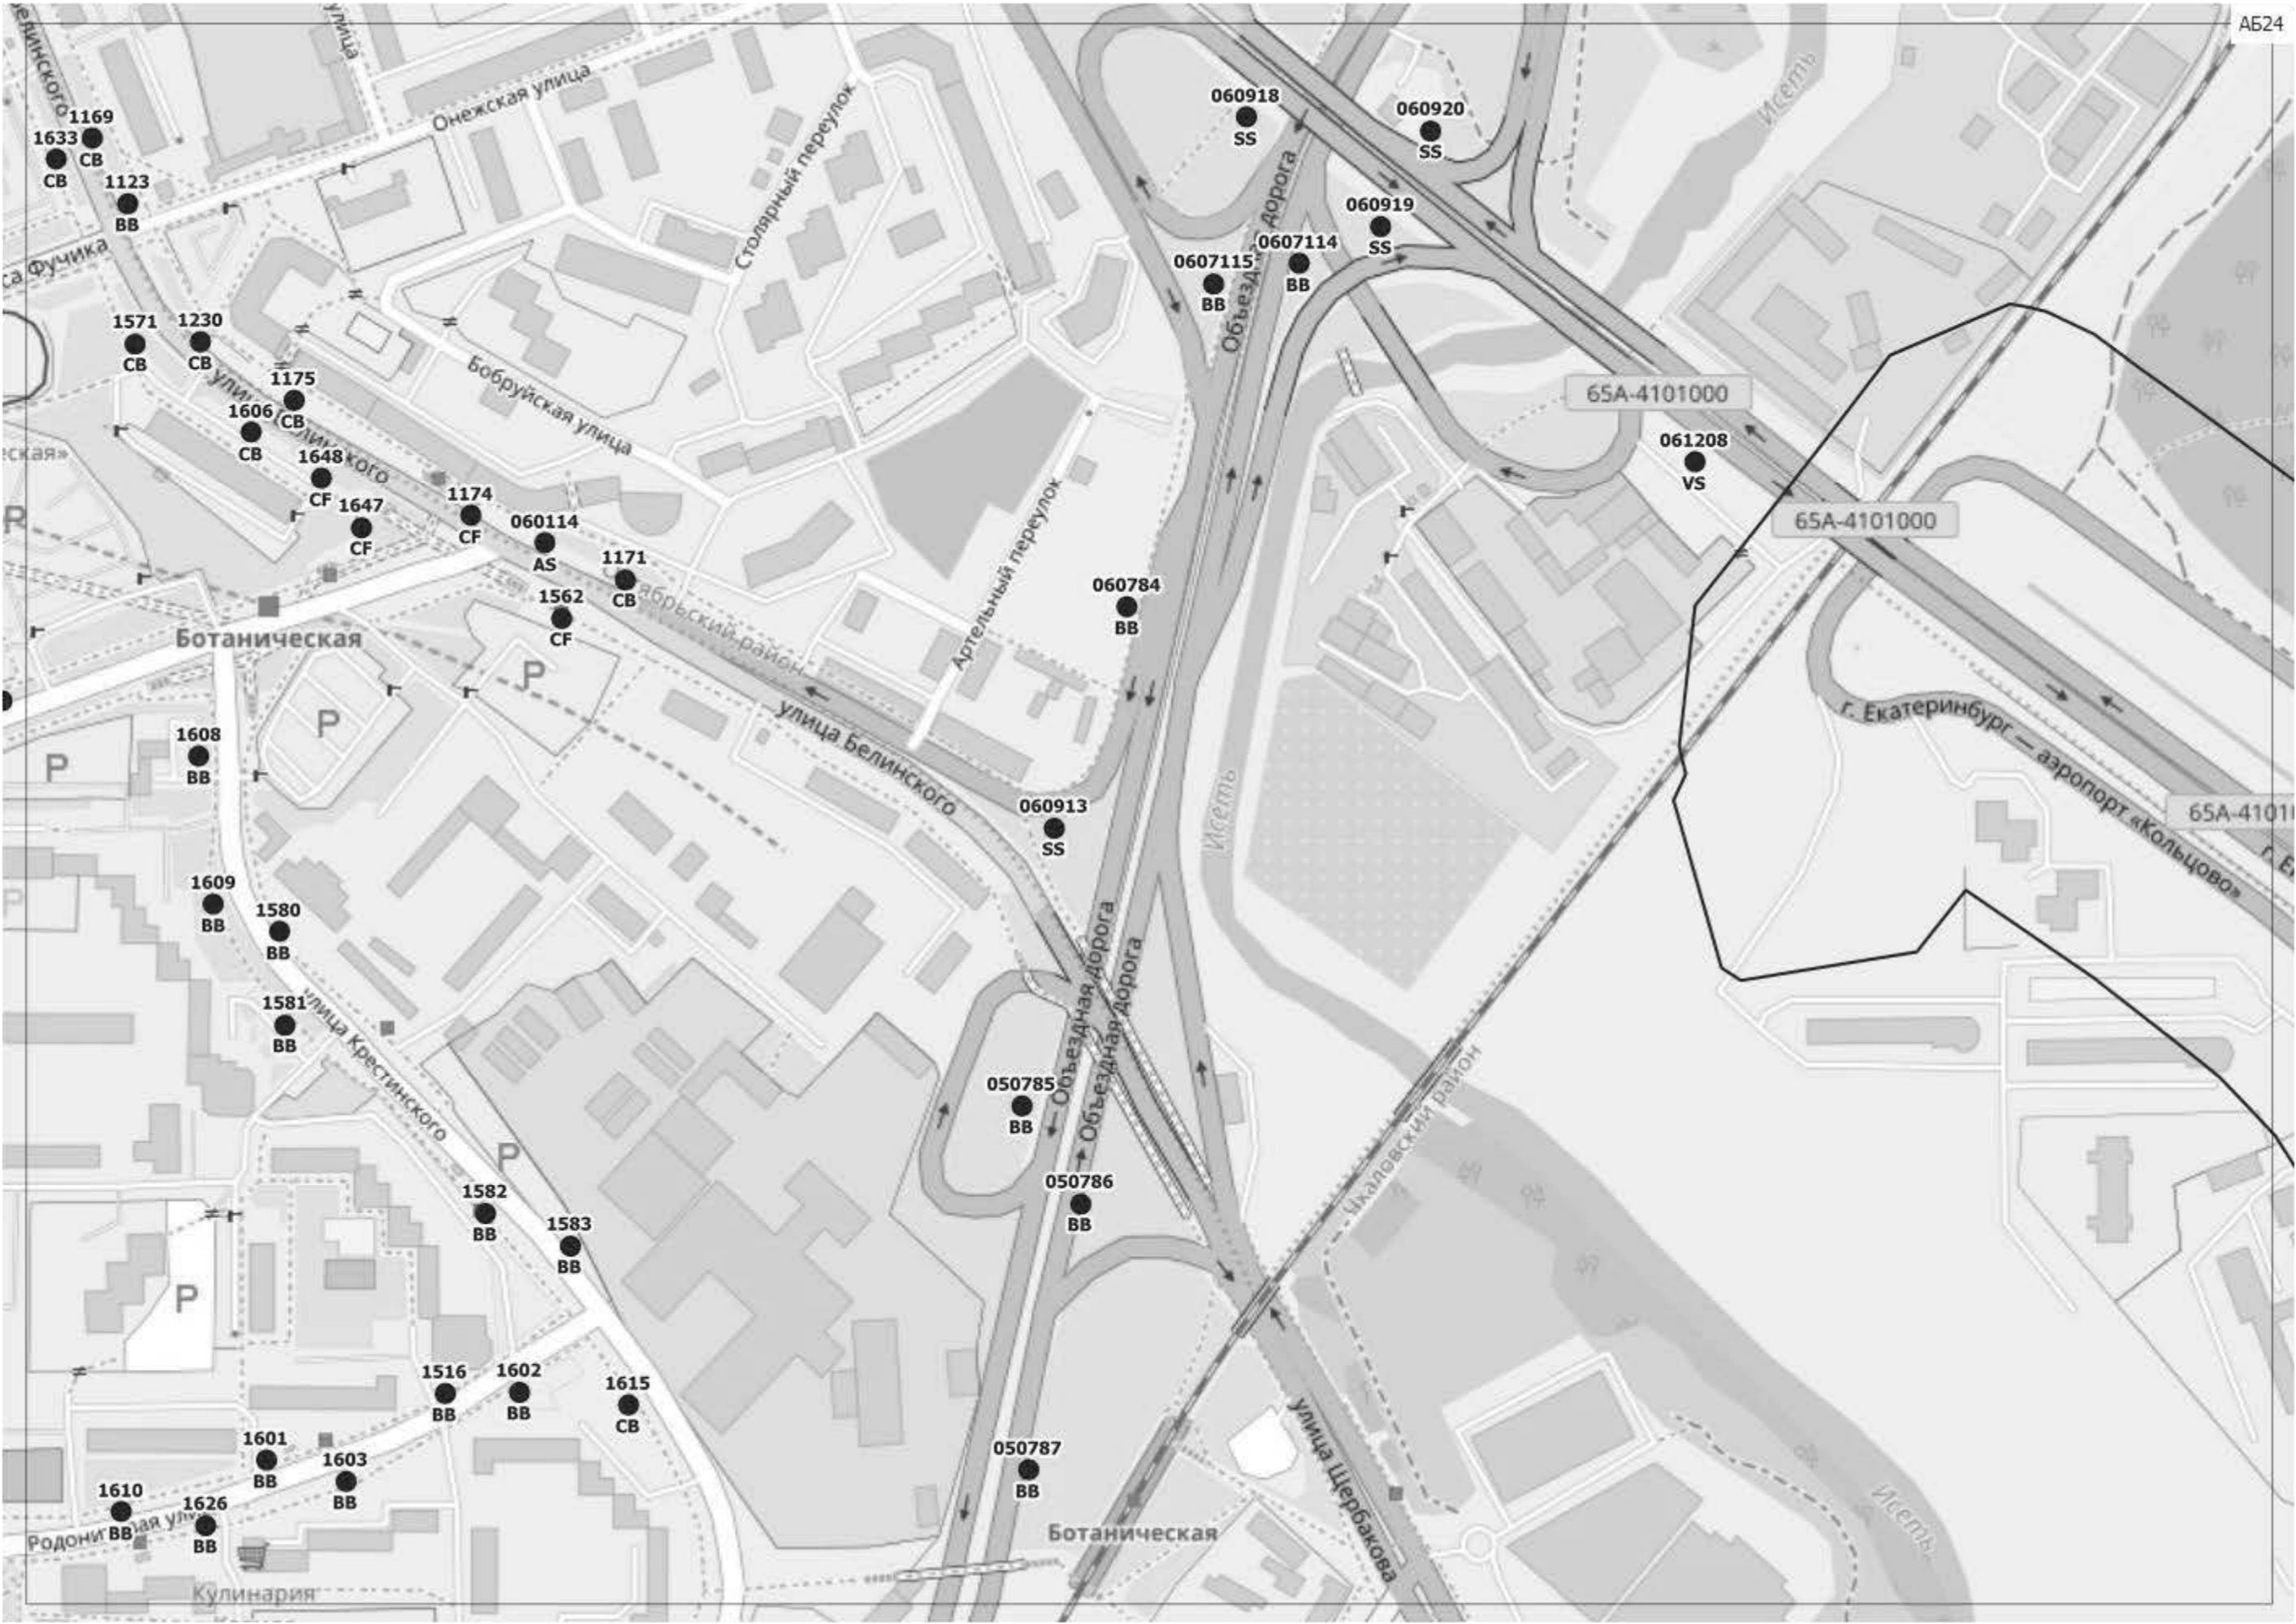 АБ24
улица
Онежская улица
Столярный переулок
Исеть
060918
SS
060920
SS
1169
CB
1633
CB
1123
BB
060919
SS
0607114
BB
0607115
BB
Объездная дорога
са Фучика
1571
CB
1230
CB
1175
CB
1606
CB
Бобруйская улица
65А-4101000
061208
VS
1648
CF
1647
CF
65А-4101000
1174
CF
060114
AS
1171
CB
1562
CF
Артельный переулок
060784
BB
P
Ботаническая
P
улица Белинского
г. Екатеринбург — аэропорт «Кольцово»
P
1608
BB
P
Исеть
060913
SS
65А-4101
1609
BB
1580
BB
Объездная дорога
Объездная дорога
1581
BB
улица Крестинского
050785
BB
Чкаловский район
P
1582
BB
1583
BB
050786
BB
P
1516
BB
1602
BB
1615
CB
улица Щербакова
1601
BB
1603
BB
050787
BB
1610
BB
1626
BB
Исеть
Ботаническая
Кулинария